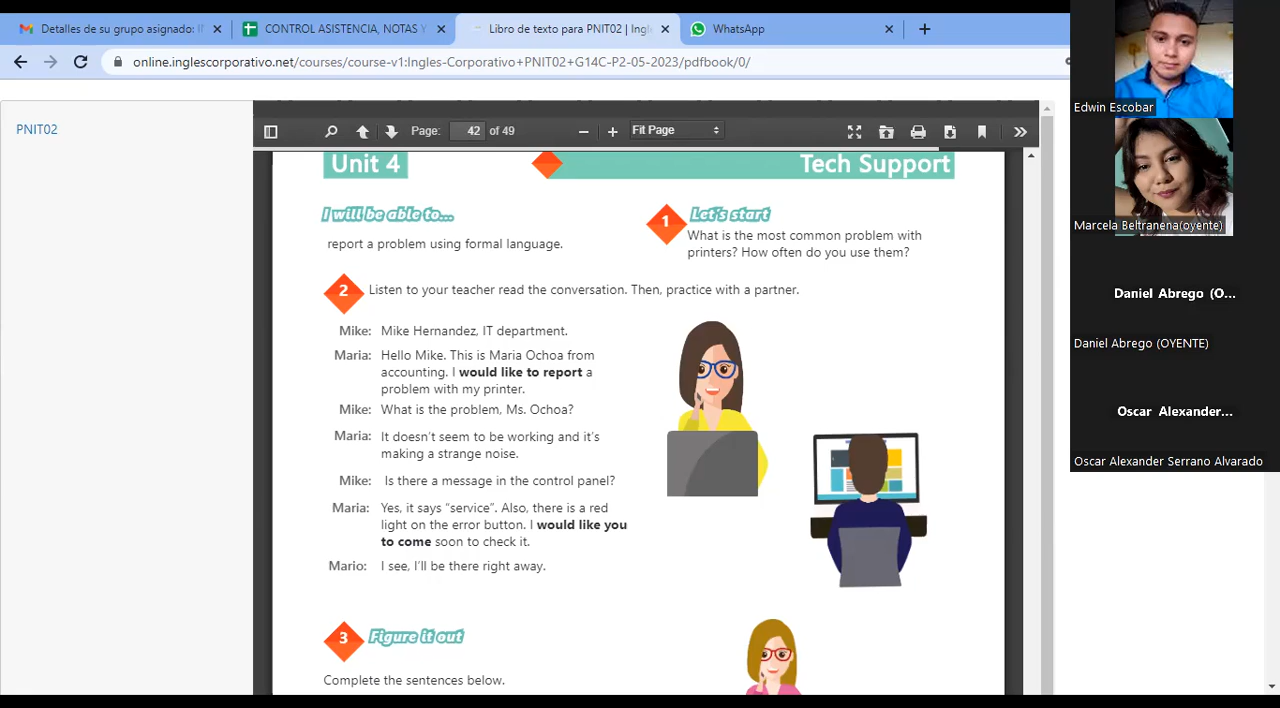 Detalles de su grupo asignado: II
CONTROL ASISTENCIA, NOTAS Y
Libro de texto para PNIT02 | Ingl
WhatsApp
online.inglescorporativo.net/courses/course-v1:Ingles-Corporativo+PNIT02+G14C-P2-05-2023/pdfbook/0/
PNIT02
Page: 42 of 49
Fit Page
Unit 4
Tech Support
I will be able to...
report a problem using formal language.
1 Let's start
What is the most common problem with
printers? How often do you use them?
2 Listen to your teacher read the conversation. Then, practice with a partner.
Mike: Mike Hernandez, IT department.
Maria: Hello Mike. This is Maria Ochoa from
accounting. I would like to report a
problem with my printer.
Mike: What is the problem, Ms. Ochoa?
Maria: It doesn't seem to be working and it's
making a strange noise.
Mike: Is there a message in the control panel?
Maria: Yes, it says "service". Also, there is a red
light on the error button. I would like you
to come soon to check it.
Mario: I see, I'll be there right away.
3 Figure it out
Complete the sentences below.
Edwin Escobar
Marcela Beltranena(oyente)
Daniel Abrego (O...
Daniel Abrego (OYENTE)
Oscar Alexander...
Oscar Alexander Serrano Alvarado